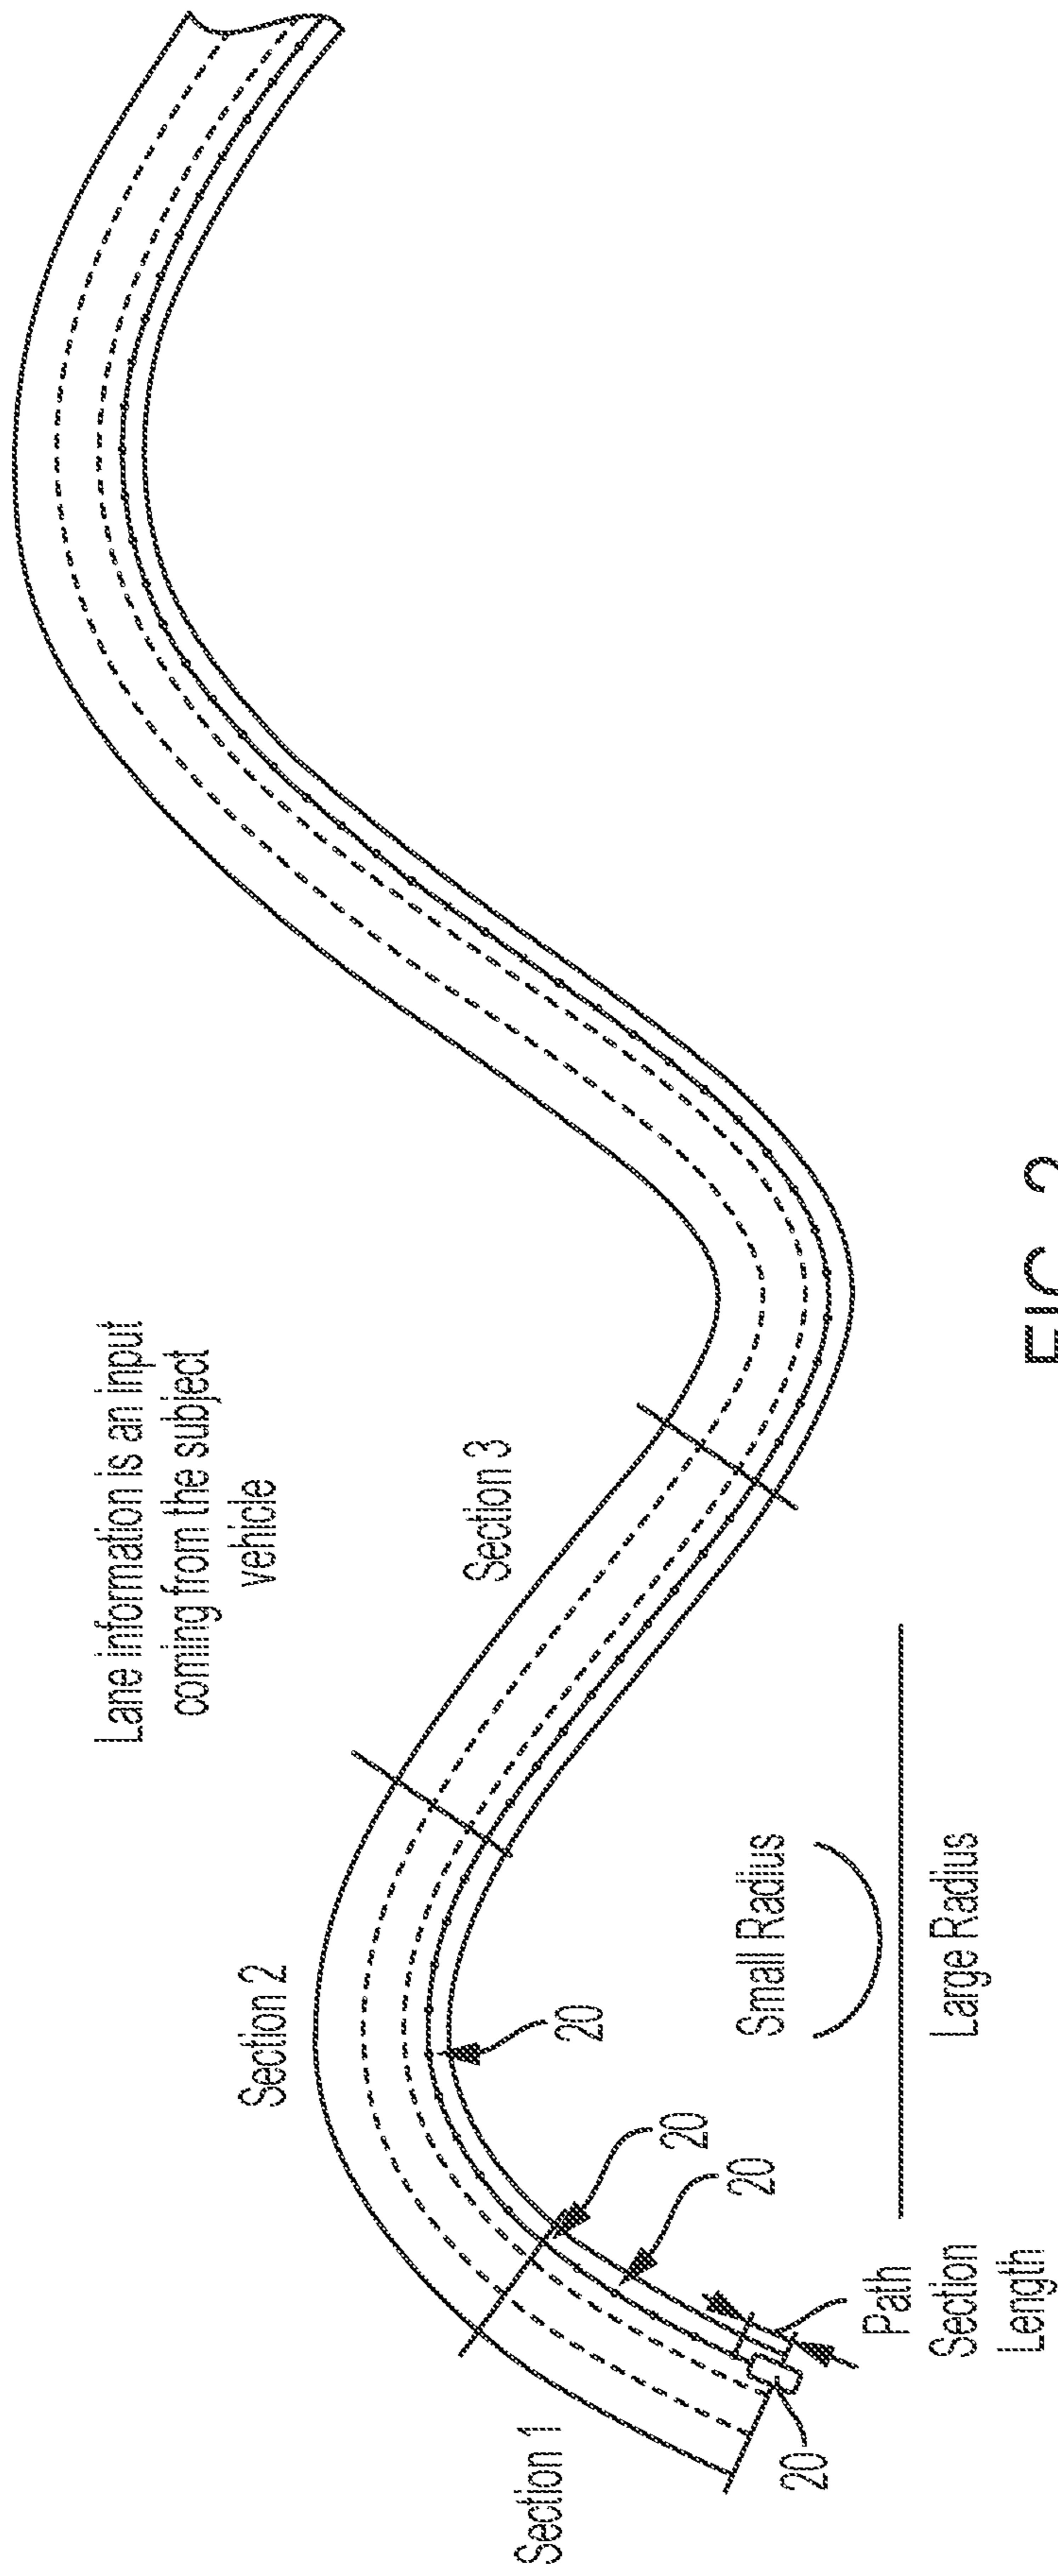 Lane information is an input
coming from the subject
vehicle
Section 1
Section 2
Section 3
20
20
20
20
Path
Section
Length
Small Radius
Large Radius
FIG. 2